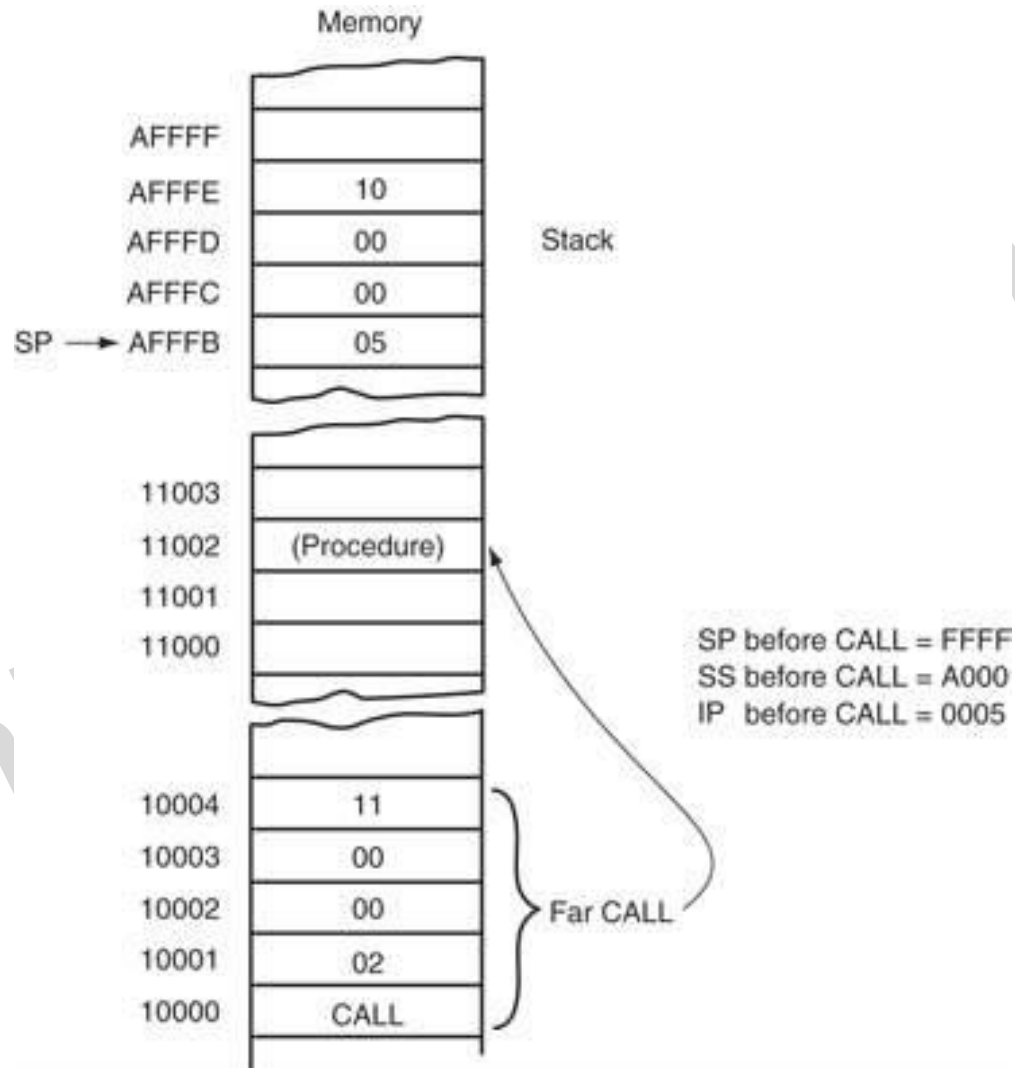 Memory
AFFFF
AFFFE 10
AFFFD 00
Stack
AFFFC 00
SP AFFFB 05
11003
11002 (Procedure)
11001
11000
SP before CALL = FFFF
SS before CALL = A000
IP before CALL = 0005
10004 11
10003 00
10002 00
Far CALL
10001 02
10000 CALL